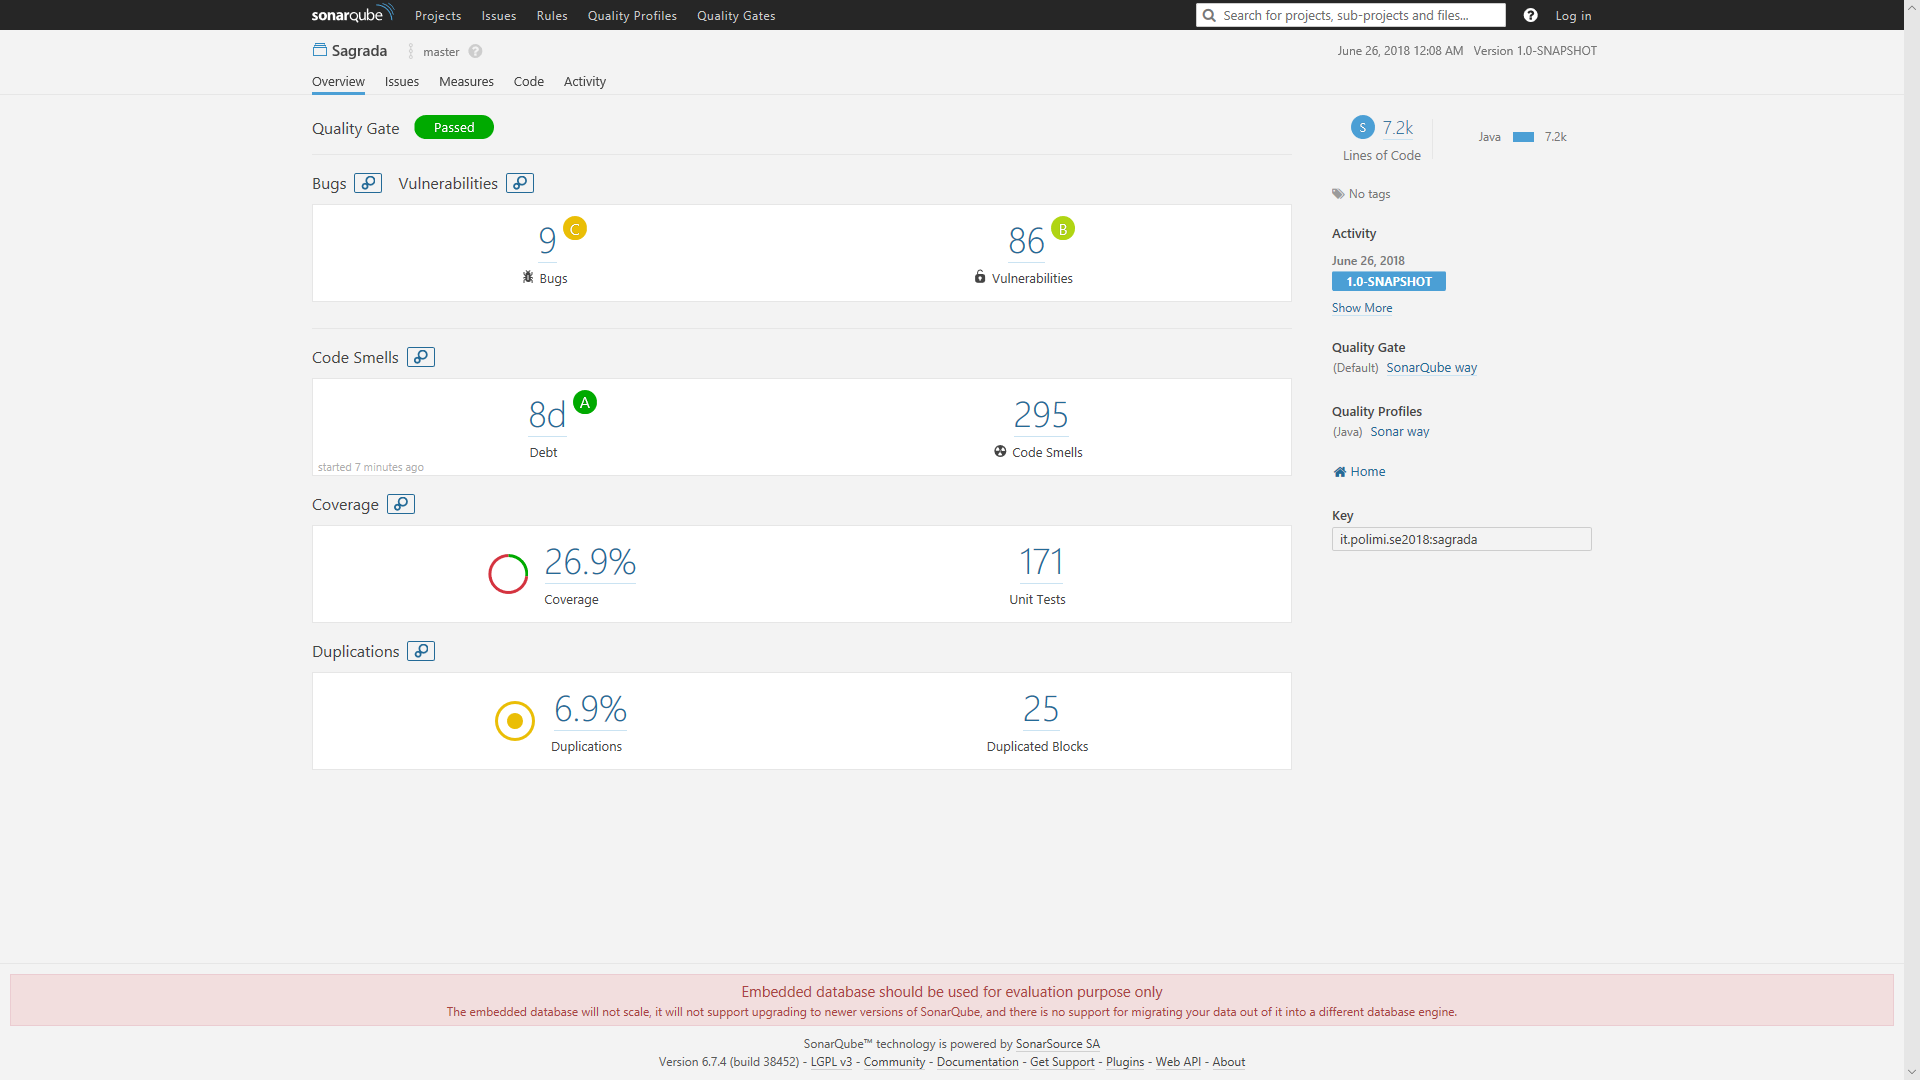 sonarqube Projects Issues Rules Quality Profiles Quality Gates Search for projects, sub-projects and files... Log in
Sagrada master June 26, 2018 12:08 AM Version 1.0-SNAPSHOT
Overview Issues Measures Code Activity
Quality Gate Passed
Bugs Vulnerabilities
9 C
Bugs
86 B
Vulnerabilities
Code Smells
8d A
Debt
started 7 minutes ago
295
Code Smells
Coverage
26.9%
Coverage
171
Unit Tests
Duplications
6.9%
Duplications
25
Duplicated Blocks
S 7.2k
Lines of Code
Java 7.2k
No tags
Activity
June 26, 2018
1.0-SNAPSHOT
Show More
Quality Gate
(Default) SonarQube way
Quality Profiles
(Java) Sonar way
Home
Key
it.polimi.se2018:sagrada
Embedded database should be used for evaluation purpose only
The embedded database will not scale, it will not support upgrading to newer versions of SonarQube, and there is no support for migrating your data out of it into a different database engine.
SonarQube™ technology is powered by SonarSource SA
Version 6.7.4 (build 38452) - LGPL v3 - Community - Documentation - Get Support - Plugins - Web API - About